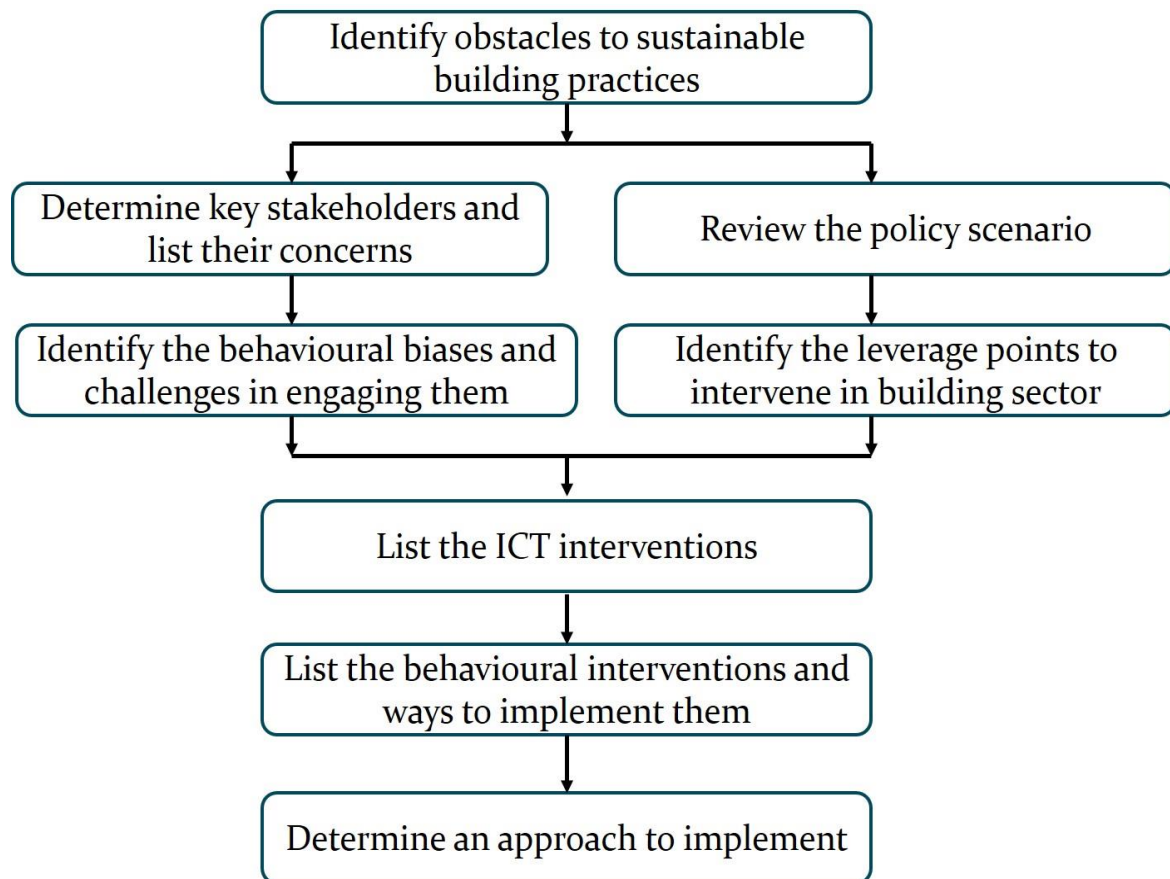 Identify obstacles to sustainable
building practices
Determine key stakeholders and
list their concerns
Review the policy scenario
Identify the behavioural biases and
challenges in engaging them
Identify the leverage points to
intervene in building sector
List the ICT interventions
List the behavioural interventions and
ways to implement them
Determine an approach to implement